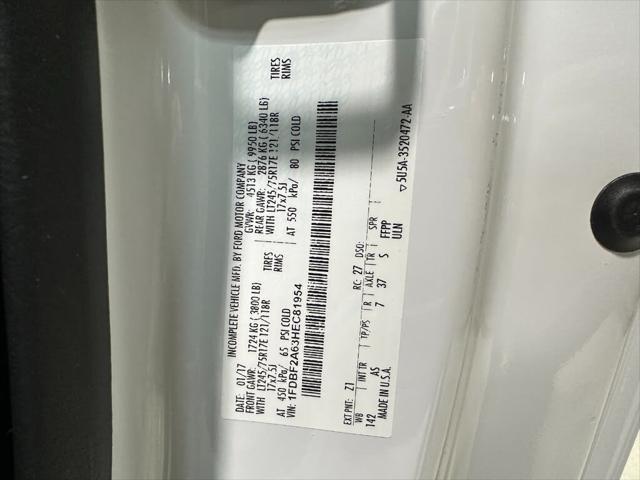 INCOMPLETE VEHICLE MFD. BY FORD MOTOR COMPANY
DATE: 01/17 GVWR: 4513 KG ( 9950 LB)
FRONT GAWR: 1724 KG ( 3800 LB) REAR GAWR: 2876 KG ( 6340 LB)
WITH LT245/75R17E 121/118R TIRES WITH LT245/75R17E 121/118R TIRES
17x7.5J RIMS 17x7.5J RIMS
AT 450 kPa/ 65 PSI COLD AT 550 kPa/ 80 PSI COLD
VIN: 1FDBF2A63HEC81954
EXT PNT: Z1 RC: 27 DSO:
WB INT TR TP/PS R AXLE TR SPR
142 AS 7 37 S FFPP
ULN
MADE IN U.S.A.
▽ 5U5A-3520472-AA